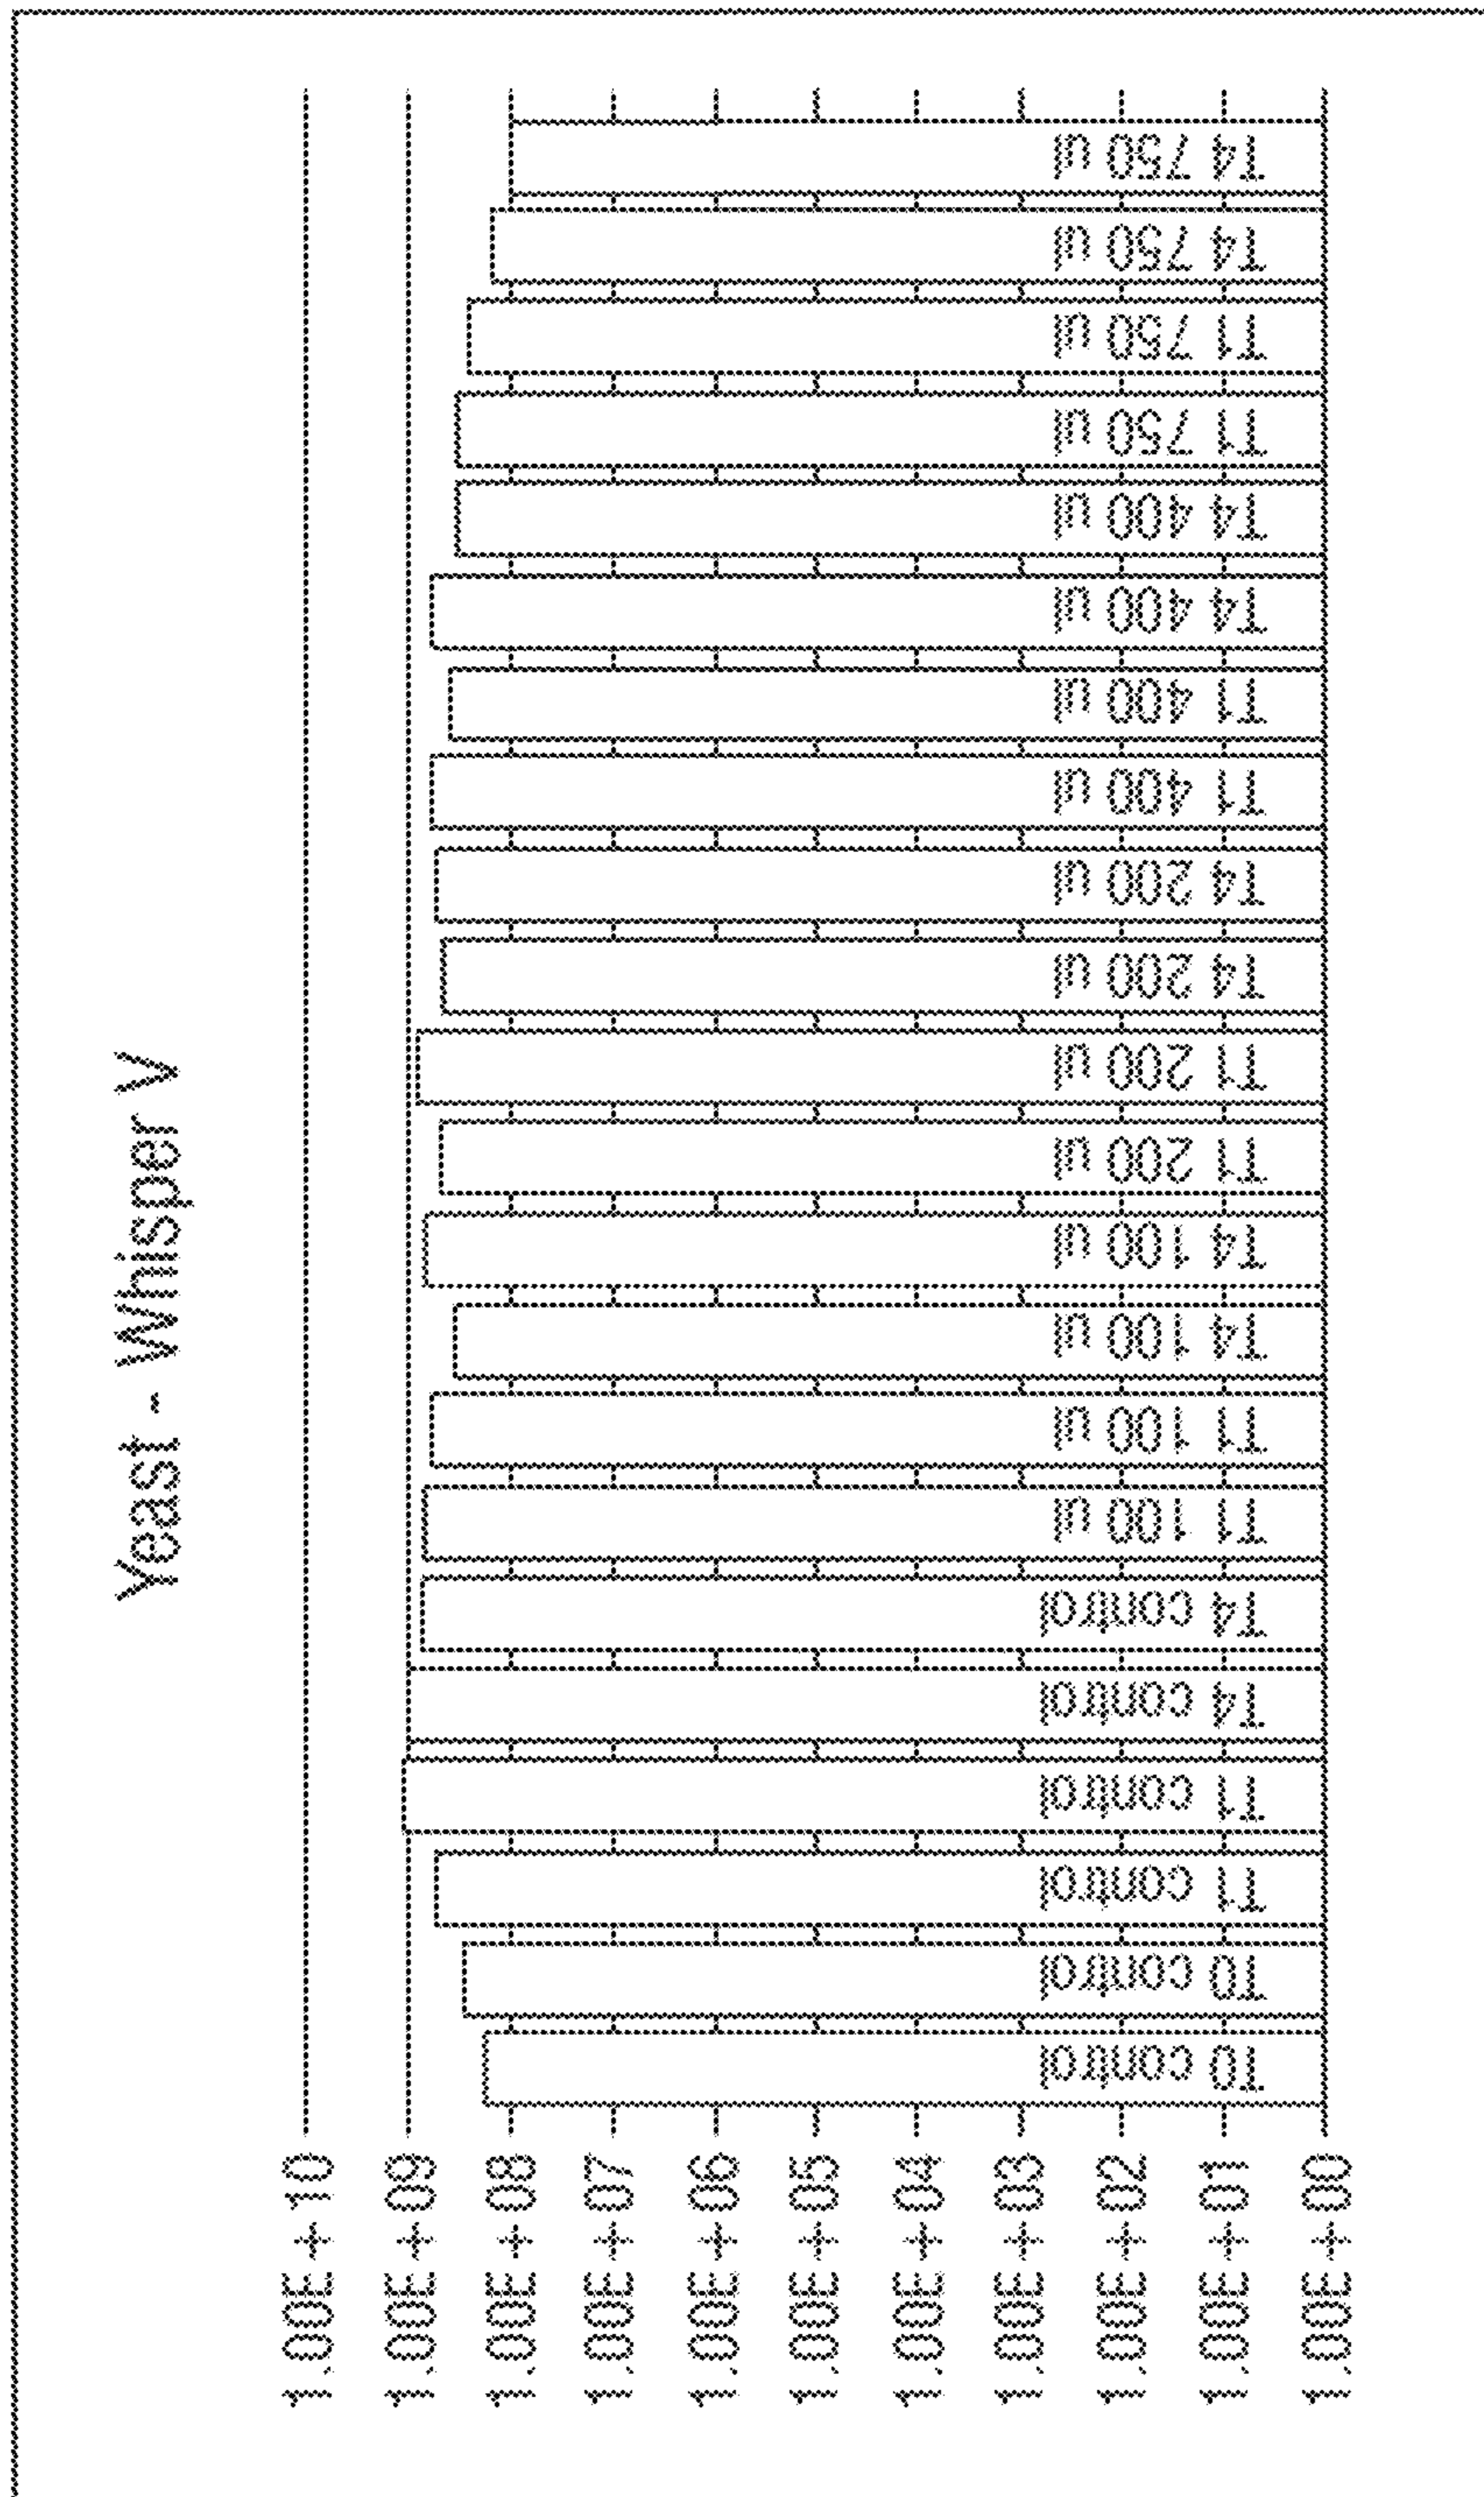 Yeast - Whisper V
1.00E+10
1.00E+09
1.00E+08
1.00E+07
1.00E+06
1.00E+05
1.00E+04
1.00E+03
1.00E+02
1.00E+01
1.00E+00
T0 control
T0 control
T1 control
T1 control
T4 control
T4 control
T1 100 ul
T1 100 ul
T4 100 ul
T4 100 ul
T1 200 ul
T1 200 ul
T4 200 ul
T4 200 ul
T1 400 ul
T1 400 ul
T4 400 ul
T4 400 ul
T1 750 ul
T1 750 ul
T4 750 ul
T4 750 ul